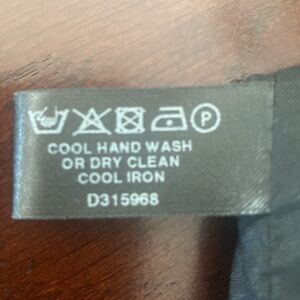 P
COOL HAND WASH
OR DRY CLEAN
COOL IRON
D315968